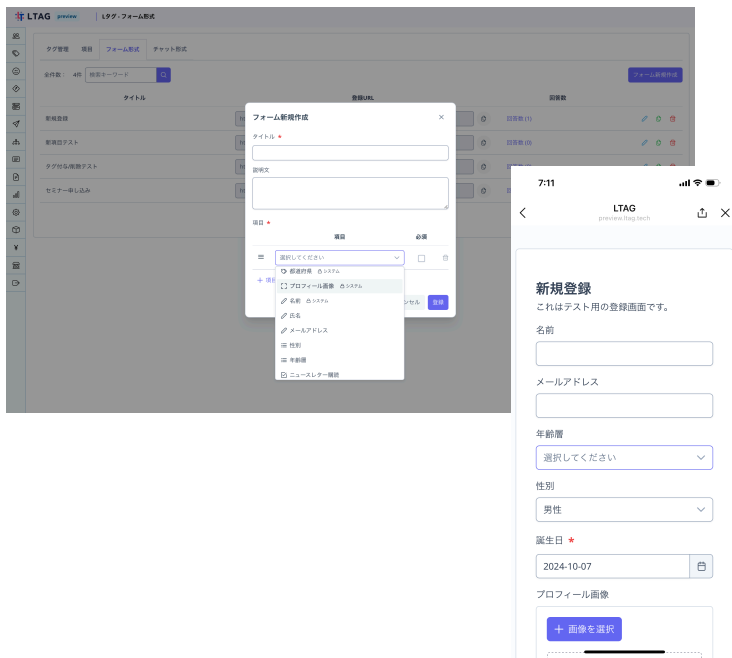 LTAG preview Lタグ - フォーム形式
タグ管理 項目 フォーム形式 チャット形式
全件数： 4件 検索キーワード
フォーム新規作成
タイトル 登録URL 回答数
新規登録
回答数 (1)
新項目テスト
回答数 (0)
タグ付与/削除テスト
セミナー申し込み
フォーム新規作成
タイトル *
説明文
項目 *
項目 必須
選択してください
都道府県 システム
プロフィール画像 システム
名前 システム
氏名
メールアドレス
性別
年齢層
ニュースレター購読
登録
7:11
LTAG
preview.ltag.tech
新規登録
これはテスト用の登録画面です。
名前
メールアドレス
年齢層
選択してください
性別
男性
誕生日 *
2024-10-07
プロフィール画像
+ 画像を選択